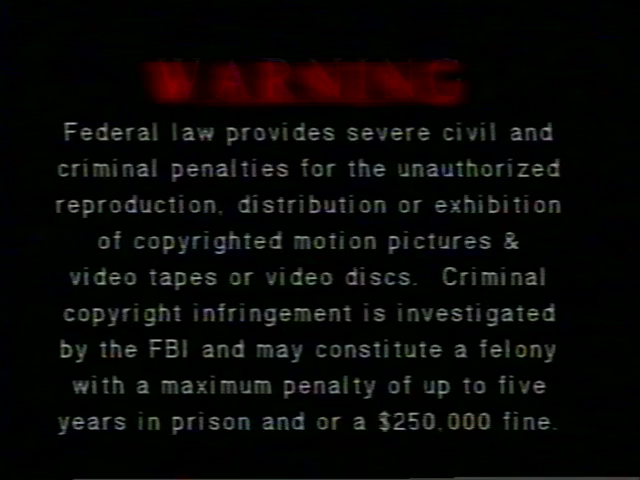 WARNING
Federal law provides severe civil and
criminal penalties for the unauthorized
reproduction, distribution or exhibition
of copyrighted motion pictures &
video tapes or video discs. Criminal
copyright infringement is investigated
by the FBI and may constitute a felony
with a maximum penalty of up to five
years in prison and or a $250,000 fine.